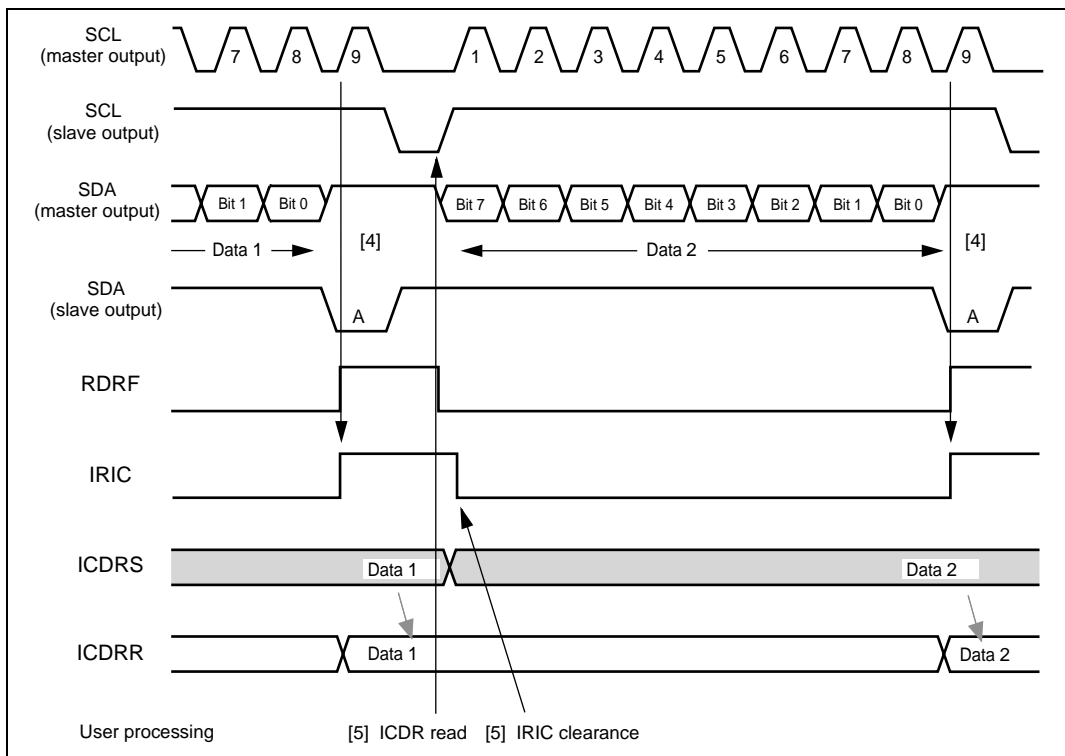 SCL
(master output)
7 8 9 1 2 3 4 5 6 7 8 9
SCL
(slave output)
SDA
(master output)
Bit 1 Bit 0 Bit 7 Bit 6 Bit 5 Bit 4 Bit 3 Bit 2 Bit 1 Bit 0
Data 1 [4] Data 2 [4]
SDA
(slave output)
A A
RDRF
IRIC
ICDRS
Data 1 Data 2
ICDRR
Data 1 Data 2
User processing [5] ICDR read [5] IRIC clearance